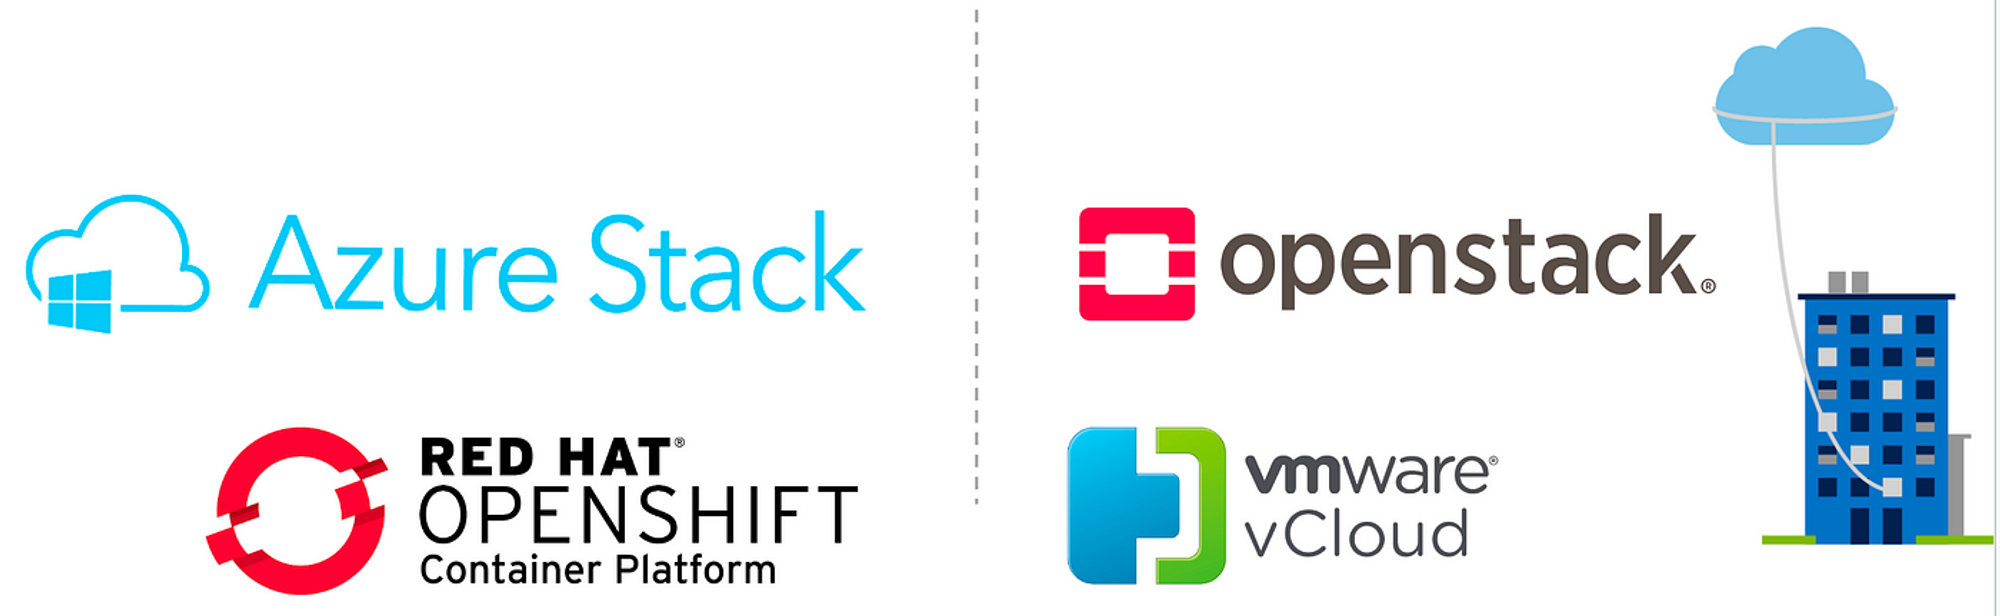 Azure Stack
RED HAT®
OPENSHIFT
Container Platform
openstack®
vmware®
vCloud